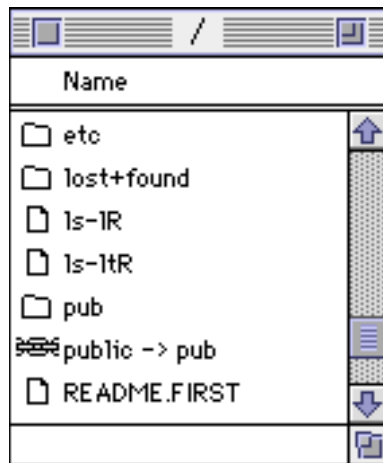 /
Name
etc
lost+found
ls-lR
ls-ltR
pub
public -> pub
README.FIRST